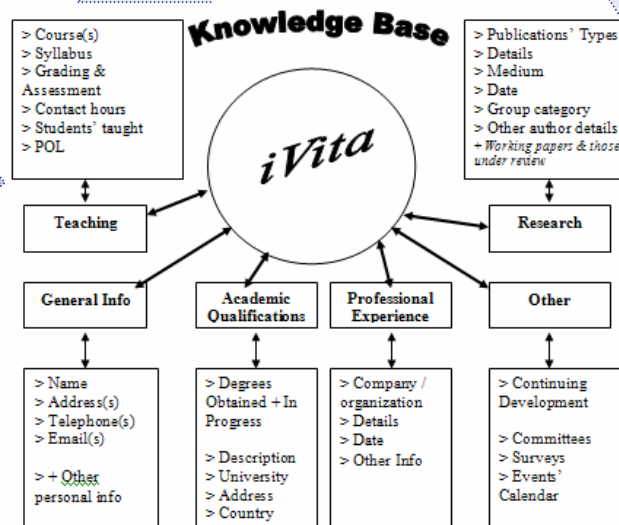 Knowledge Base
> Course(s)
> Syllabus
> Grading &
Assessment
> Contact hours
> Students' taught
> POL
> Publications' Types
> Details
> Medium
> Date
> Group category
> Other author details
+ Working papers & those
under review
iVita
Teaching
Research
General Info
Academic
Qualifications
Professional
Experience
Other
> Name
> Address(s)
> Telephone(s)
> Email(s)
> + Other
personal info
> Degrees
Obtained + In
Progress
> Description
> University
> Address
> Country
> Company /
organization
> Details
> Date
> Other Info
> Continuing
Development
> Committees
> Surveys
> Events'
Calendar